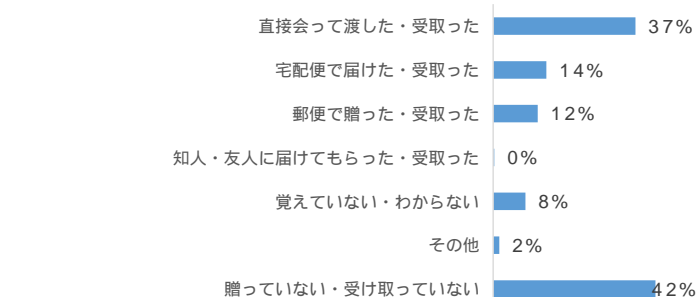 直接会って渡した・受取った 37%
宅配便で届けた・受取った 14%
郵便で贈った・受取った 12%
知人・友人に届けてもらった・受取った 0%
覚えていない・わからない 8%
その他 2%
贈っていない・受け取っていない 42%